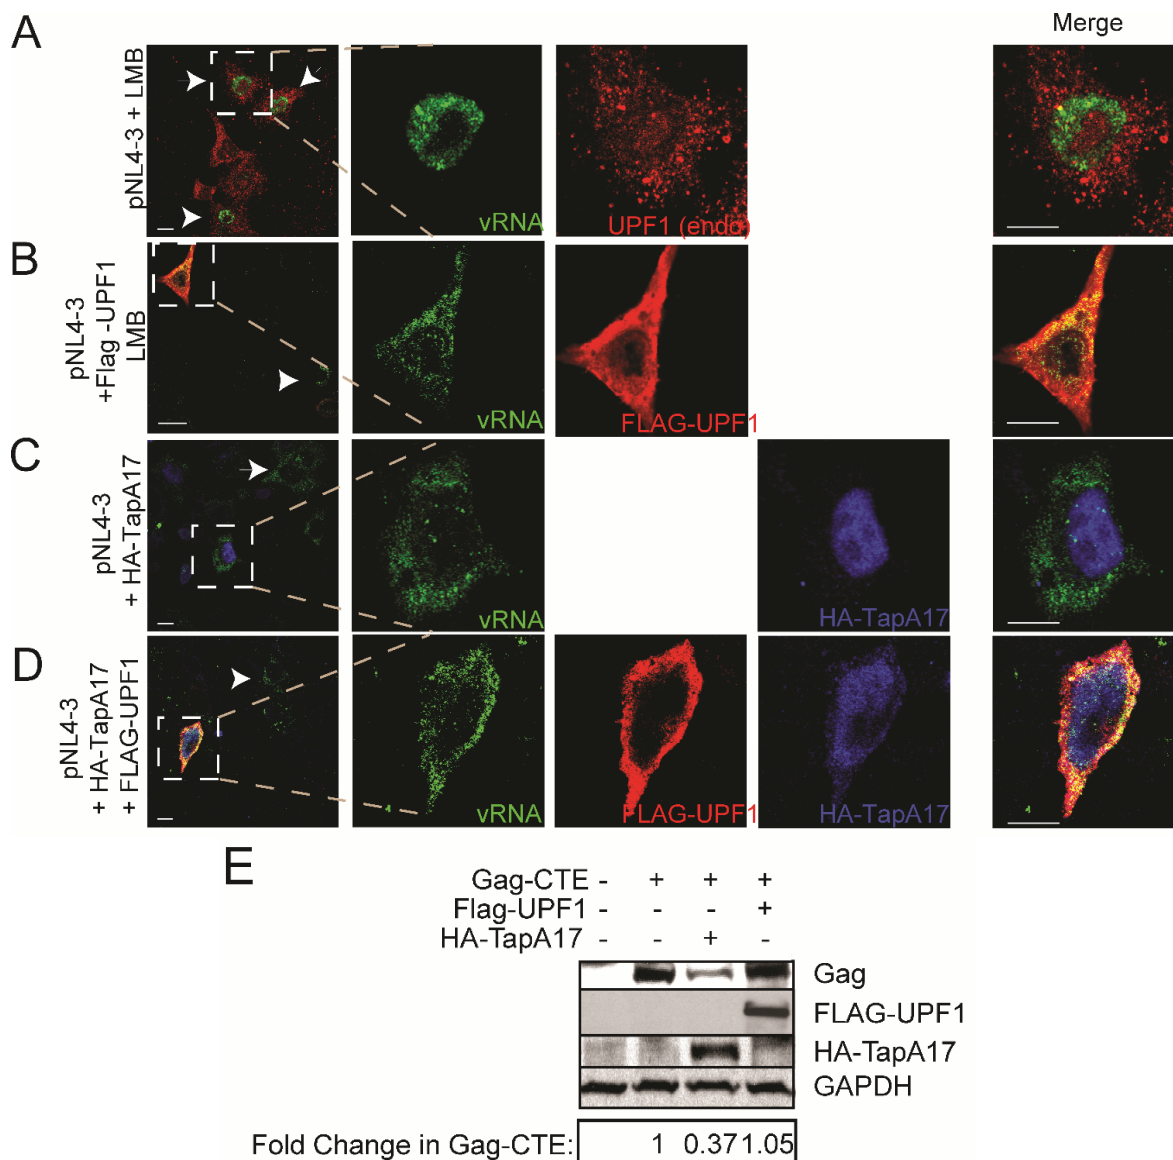 A
Merge
pNL4-3 + LMB
vRNA
UPF1 (endo)
B
pNL4-3
+Flag -UPF1
LMB
vRNA
FLAG-UPF1
C
pNL4-3
+ HA-TapA17
vRNA
HA-TapA17
D
pNL4-3
+ HA-TapA17
+ FLAG-UPF1
vRNA
FLAG-UPF1
HA-TapA17
E
Gag-CTE - + + +
Flag-UPF1 - - - +
HA-TapA17 - - + -
Gag
FLAG-UPF1
HA-TapA17
GAPDH
Fold Change in Gag-CTE: 1 0.37 1.05